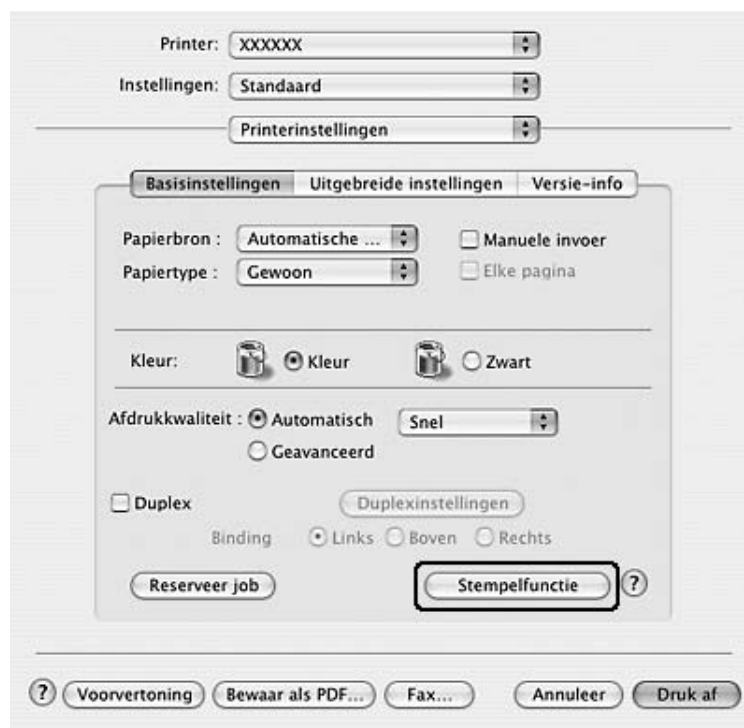 Printer: XXXXXX
Instellingen: Standaard
Printerinstellingen
Basisinstellingen Uitgebreide instellingen Versie-info
Papierbron : Automatische ... Manuele invoer
Papiertype : Gewoon Elke pagina
Kleur: Kleur Zwart
Afdrukkwaliteit : Automatisch Snel
Geavanceerd
Duplex Duplexinstellingen
Binding Links Boven Rechts
Reserveer job Stempelfunctie ?
? Voorvertoning Bewaar als PDF... Fax... Annuleer Druk af